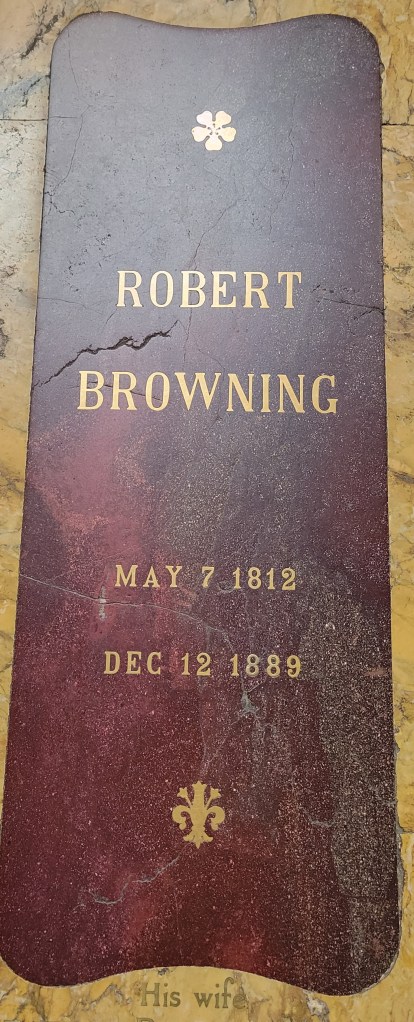 ROBERT
BROWNING
MAY 7 1812
DEC 12 1889
His wife